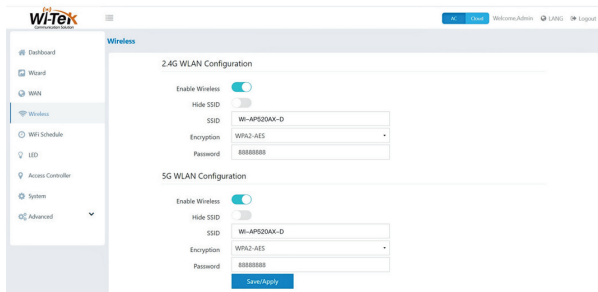 Wi-Tek
Communication Solution
AC Cloud Welcome,Admin LANG Logout
Wireless
Dashboard
Wizard
WAN
Wireless
WiFi Schedule
LED
Access Controller
System
Advanced
2.4G WLAN Configuration
Enable Wireless
Hide SSID
SSID WI-AP520AX-D
Encryption WPA2-AES
Password 88888888
5G WLAN Configuration
Enable Wireless
Hide SSID
SSID WI-AP520AX-D
Encryption WPA2-AES
Password 88888888
Save/Apply